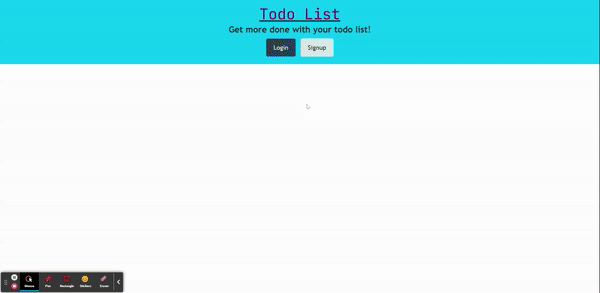 Todo List
Get more done with your todo list!
Login Signup
Mouse Pen Rectangle Stickers Eraser